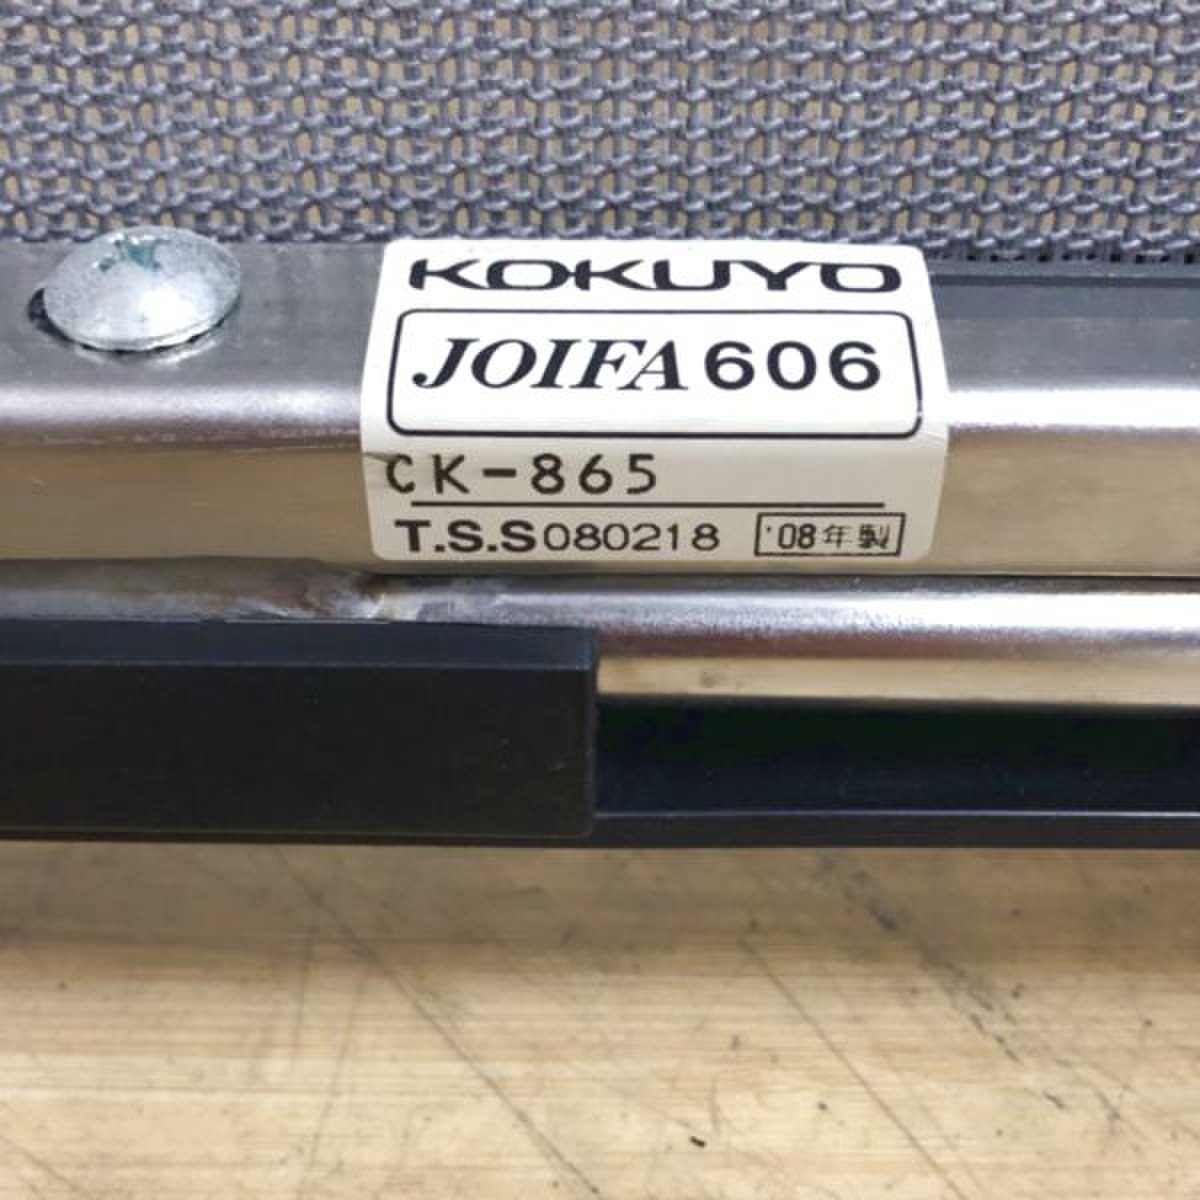 KOKUYO
JOIFA 606
CK-865
T.S.S080218 '08年製